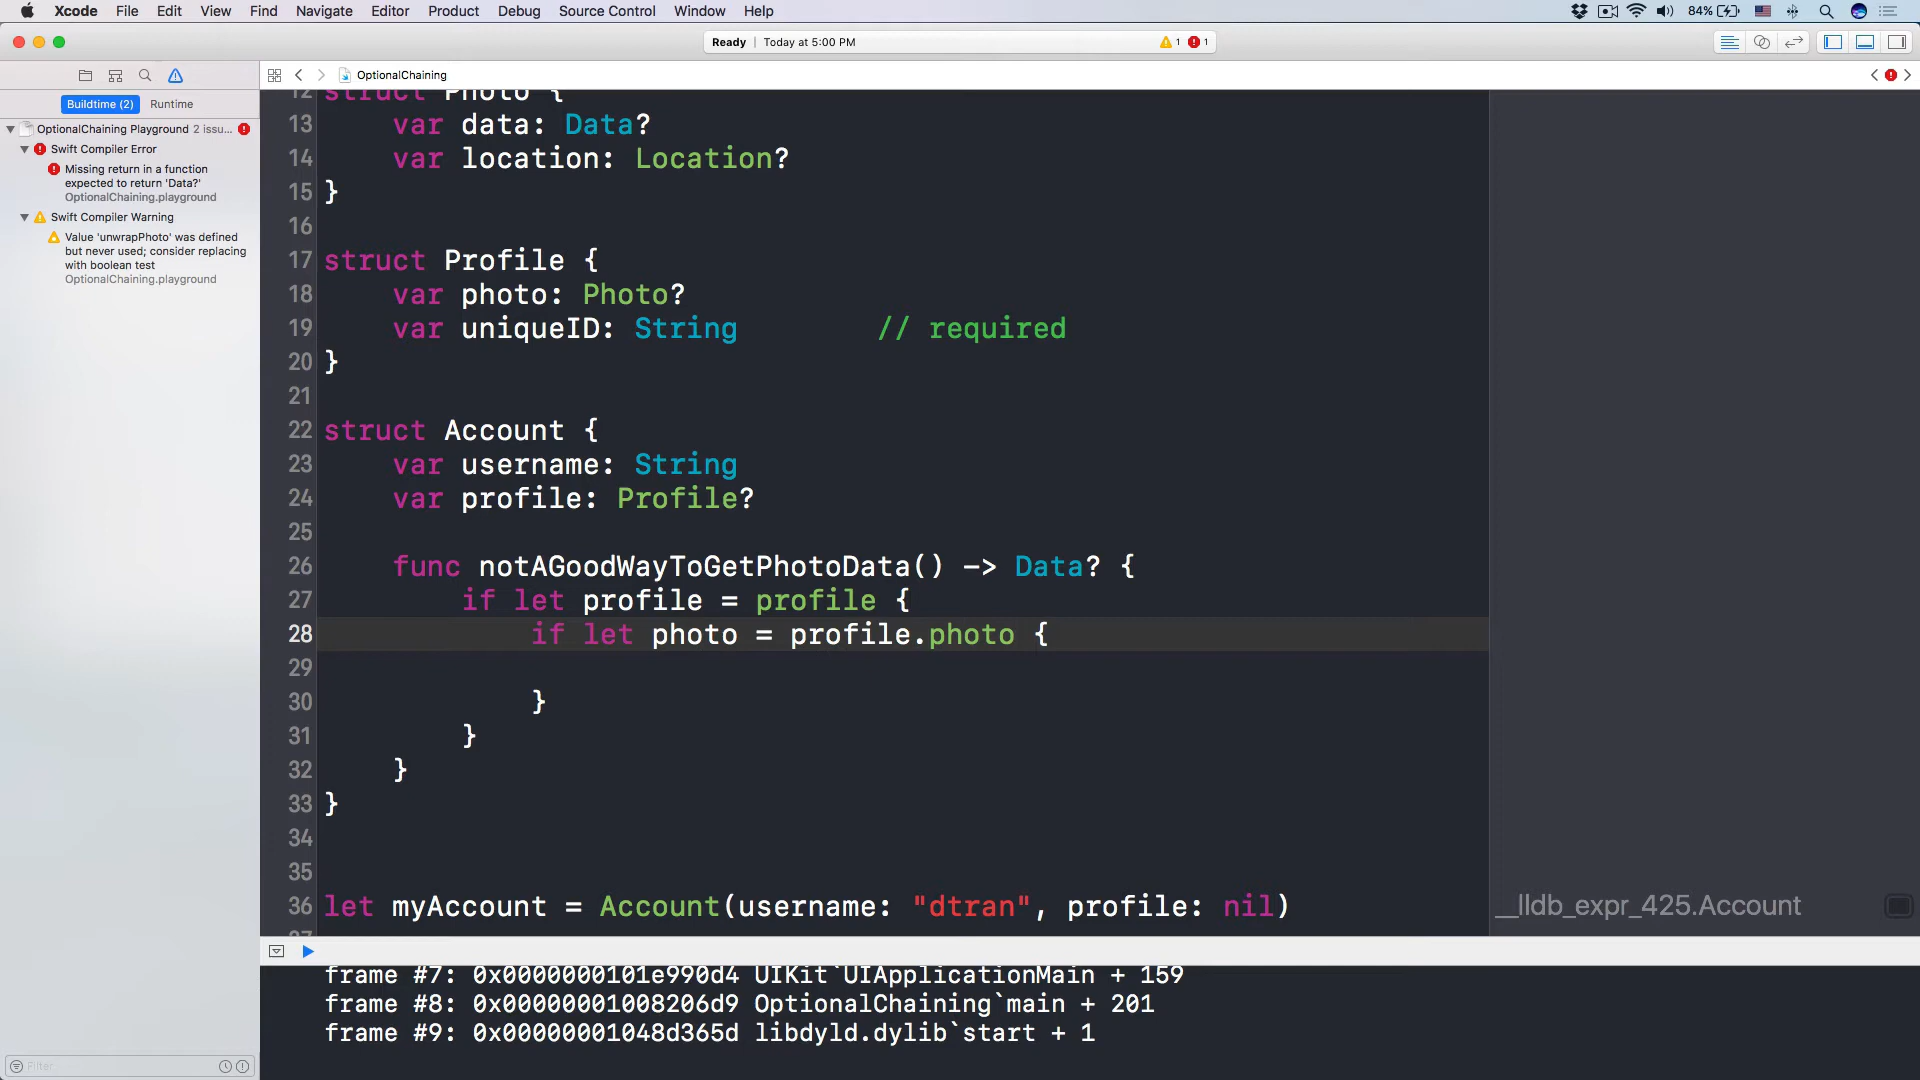 Xcode File Edit View Find Navigate Editor Product Debug Source Control Window Help 84%
Ready | Today at 5:00 PM 1 1
OptionalChaining
Buildtime (2) Runtime
OptionalChaining Playground 2 issu...
Swift Compiler Error
Missing return in a function
expected to return 'Data?'
OptionalChaining.playground
Swift Compiler Warning
Value 'unwrapPhoto' was defined
but never used; consider replacing
with boolean test
OptionalChaining.playground
Filter
12 struct Photo {
13 var data: Data?
14 var location: Location?
15 }
16
17 struct Profile {
18 var photo: Photo?
19 var uniqueID: String // required
20 }
21
22 struct Account {
23 var username: String
24 var profile: Profile?
25
26 func notAGoodWayToGetPhotoData() -> Data? {
27 if let profile = profile {
28 if let photo = profile.photo {
29
30 }
31 }
32 }
33 }
34
35
36 let myAccount = Account(username: "dtran", profile: nil)
__lldb_expr_425.Account
37
frame #7: 0x0000000101e990d4 UIKit`UIApplicationMain + 159
frame #8: 0x00000001008206d9 OptionalChaining`main + 201
frame #9: 0x00000001048d365d libdyld.dylib`start + 1